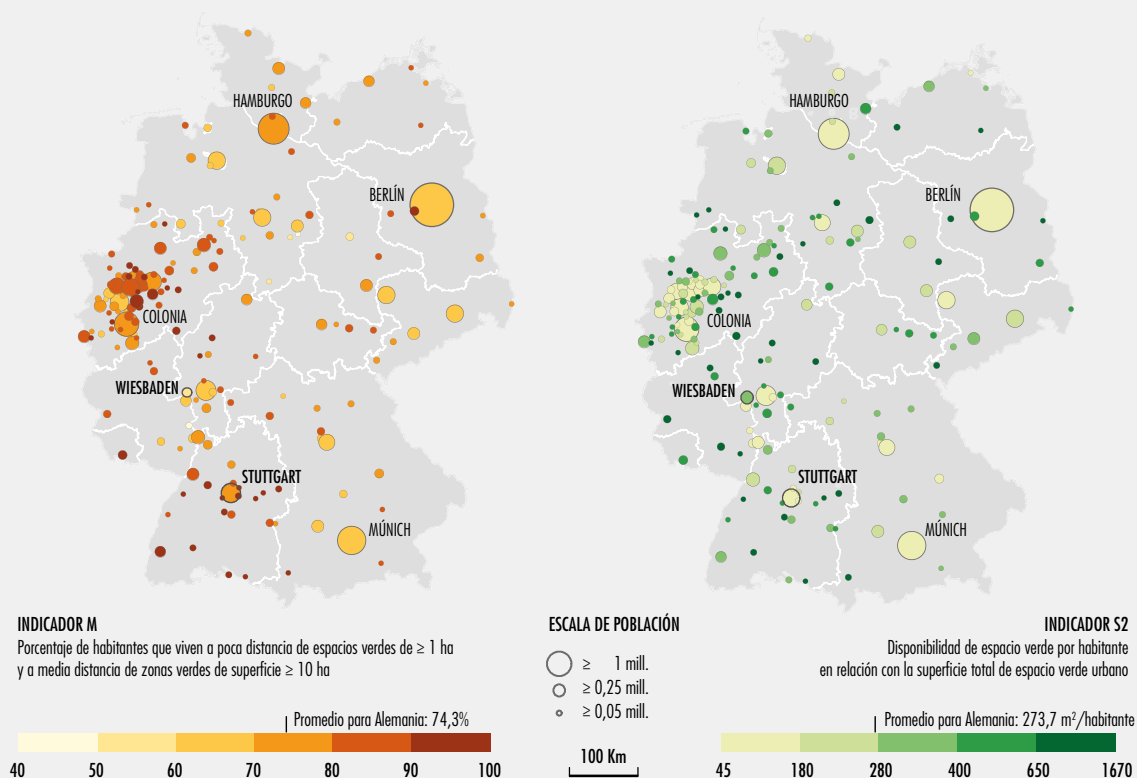 HAMBURGO
BERLÍN
COLONIA
WIESBADEN
STUTTGART
MÚNICH
HAMBURGO
BERLÍN
COLONIA
WIESBADEN
STUTTGART
MÚNICH
INDICADOR M
Porcentaje de habitantes que viven a poca distancia de espacios verdes de ≥ 1 ha
y a media distancia de zonas verdes de superficie ≥ 10 ha
Promedio para Alemania: 74,3%
40 50 60 70 80 90 100
ESCALA DE POBLACIÓN
≥ 1 mill.
≥ 0,25 mill.
≥ 0,05 mill.
100 Km
INDICADOR S2
Disponibilidad de espacio verde por habitante
en relación con la superficie total de espacio verde urbano
Promedio para Alemania: 273,7 m²/habitante
45 180 280 400 650 1670